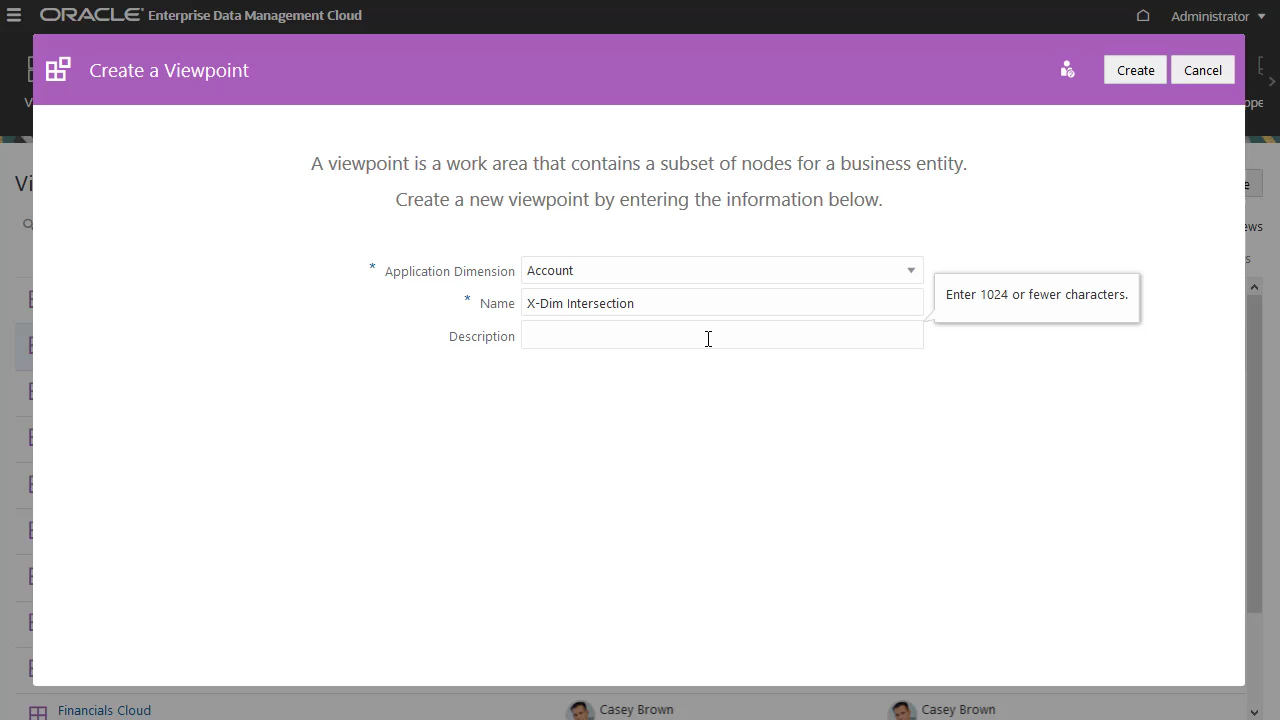 ORACLE Enterprise Data Management Cloud
Administrator
Create a Viewpoint
Create
Cancel
A viewpoint is a work area that contains a subset of nodes for a business entity.
Create a new viewpoint by entering the information below.
* Application Dimension Account
* Name X-Dim Intersection
Enter 1024 or fewer characters.
Description
Financials Cloud Casey Brown Casey Brown